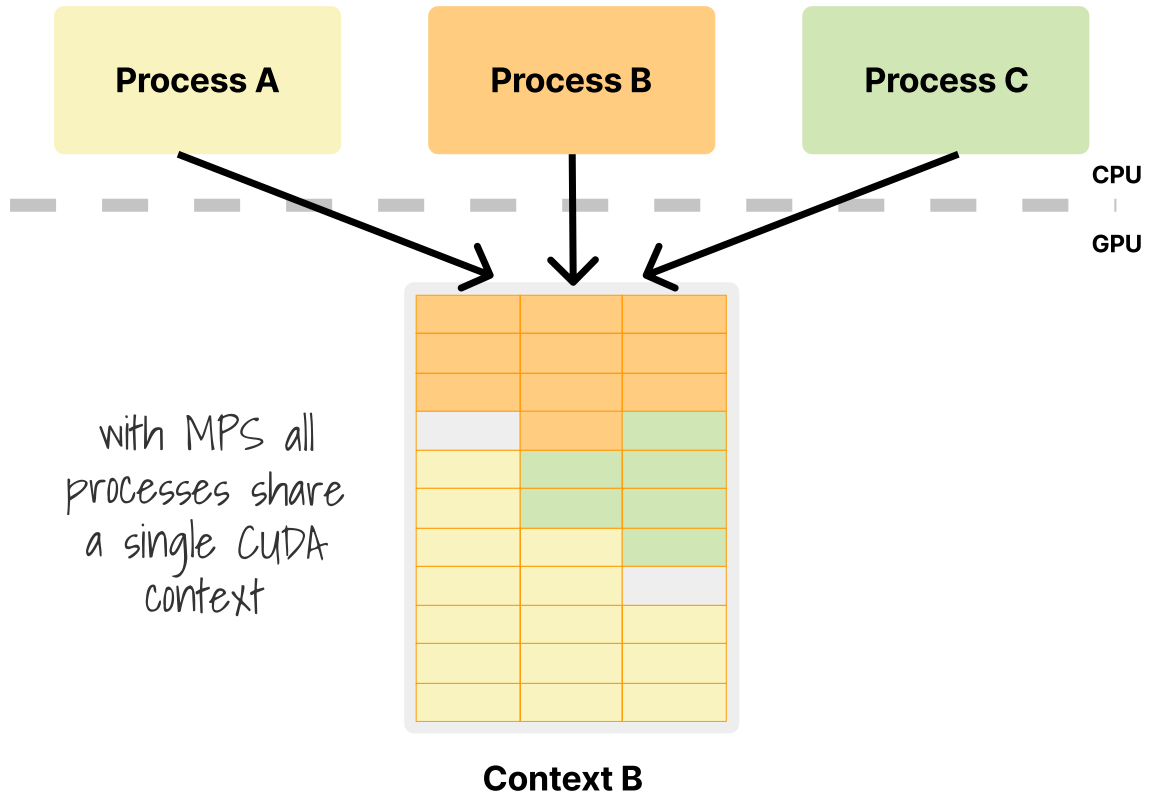 Process A
Process B
Process C
CPU
GPU
with MPS all
processes share
a single CUDA
context
Context B